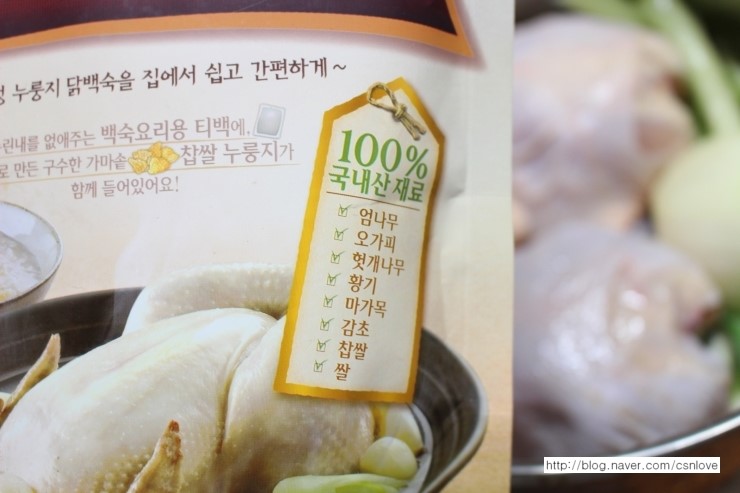 누룽지 닭백숙을 집에서 쉽고 간편하게~
없애주는 백숙요리용 티백에,
만든 구수한 가마솥 찹쌀 누룽지가
함께 들어있어요!
100%
국내산 재료
엄나무
오가피
헛개나무
황기
마가목
감초
찹쌀
쌀
http://blog.naver.com/csnlove